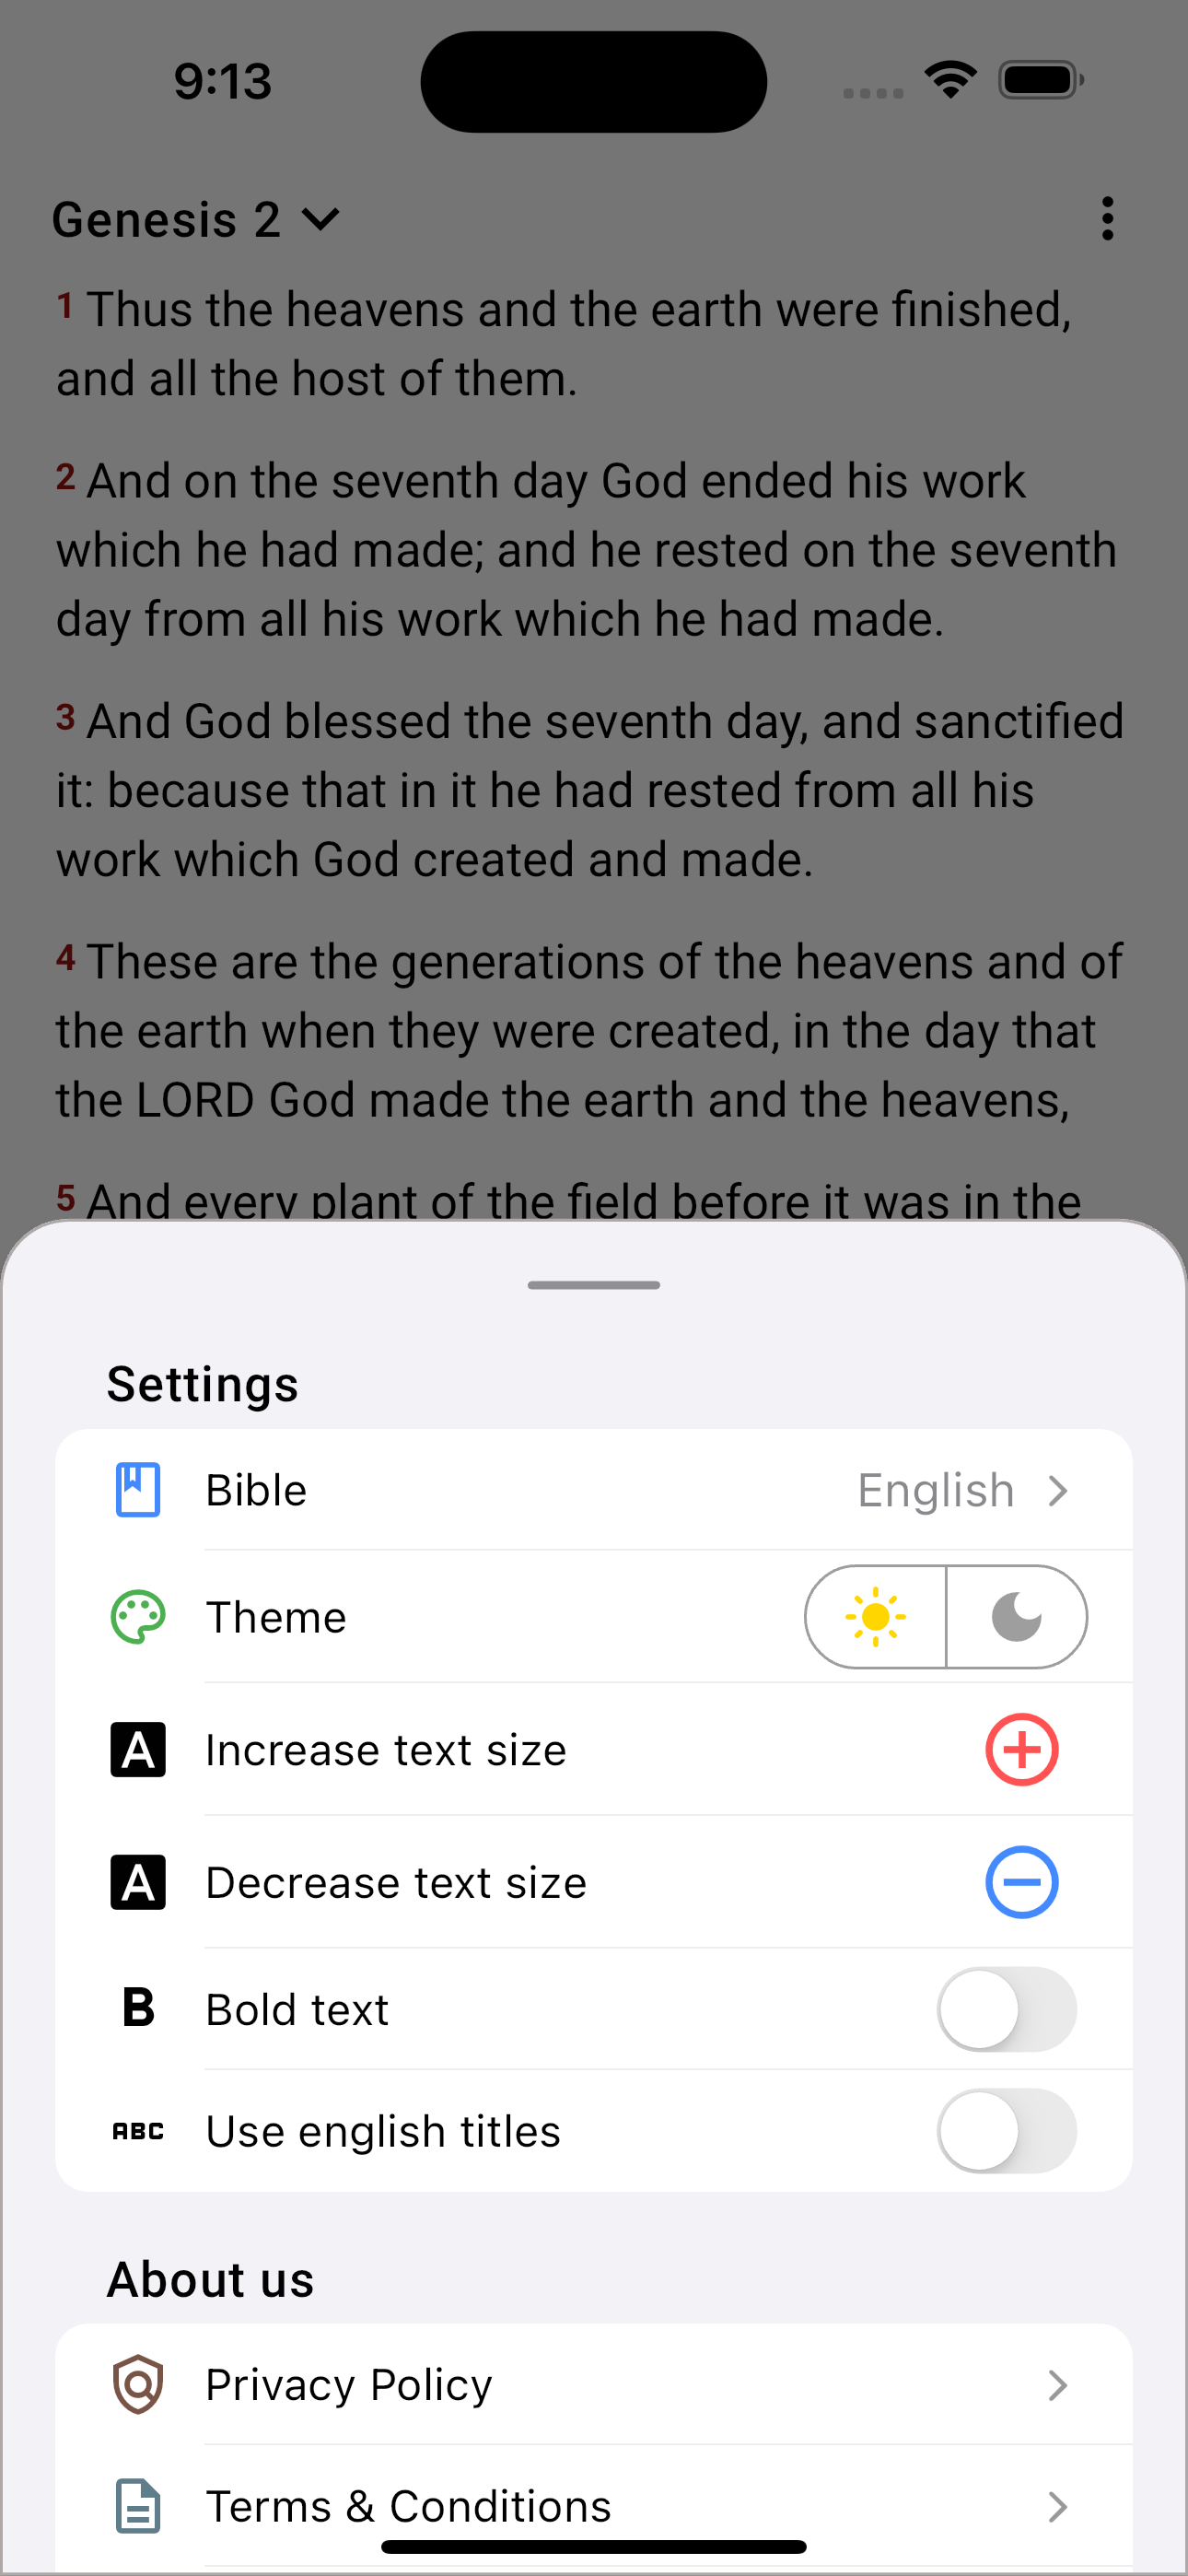 9:13
Genesis 2
1 Thus the heavens and the earth were finished,
and all the host of them.
2 And on the seventh day God ended his work
which he had made; and he rested on the seventh
day from all his work which he had made.
3 And God blessed the seventh day, and sanctified
it: because that in it he had rested from all his
work which God created and made.
4 These are the generations of the heavens and of
the earth when they were created, in the day that
the LORD God made the earth and the heavens,
5 And every plant of the field before it was in the
Settings
Bible English
Theme
A Increase text size
A Decrease text size
B Bold text
ABC Use english titles
About us
Privacy Policy
Terms & Conditions